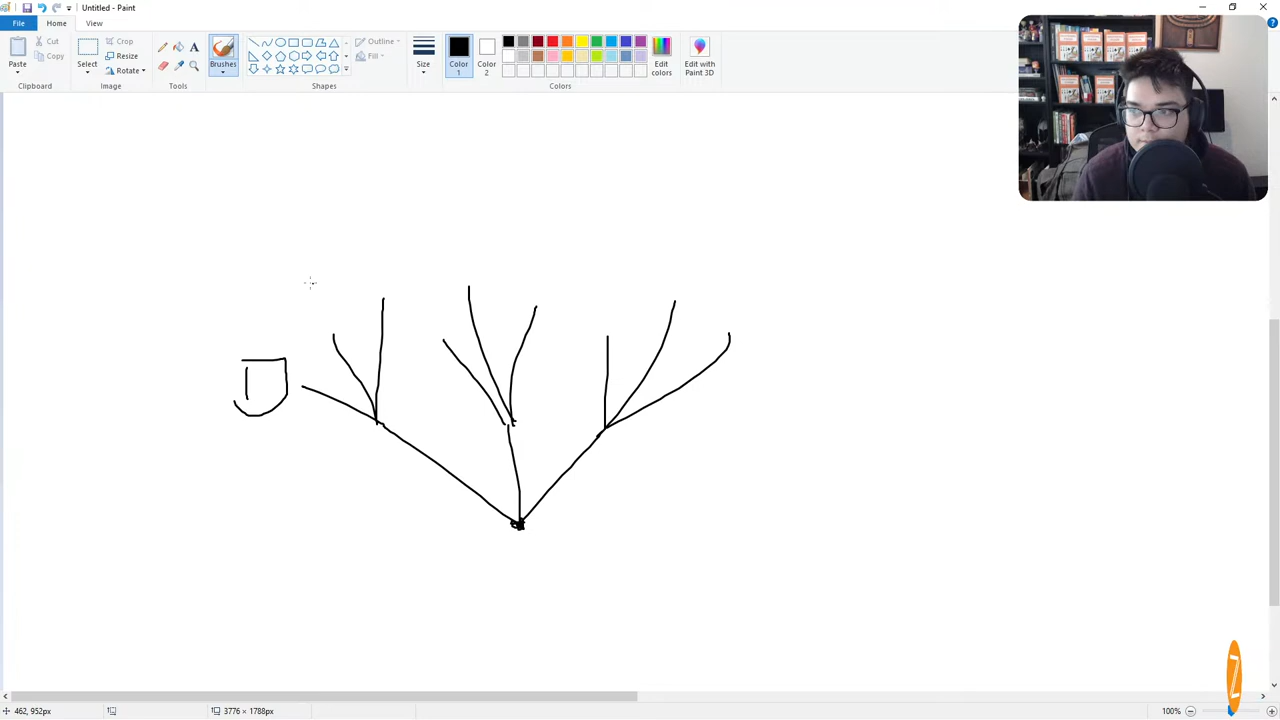 Untitled - Paint
File Home View
Paste
Cut
Copy
Clipboard
Select
Crop
Resize
Rotate
Image
A
Tools
Brushes
Shapes
Outline
Fill
Size
Color 1
Color 2
Edit colors
Colors
Edit with Paint 3D
D
Z
462, 952px
3776 × 1788px
100%